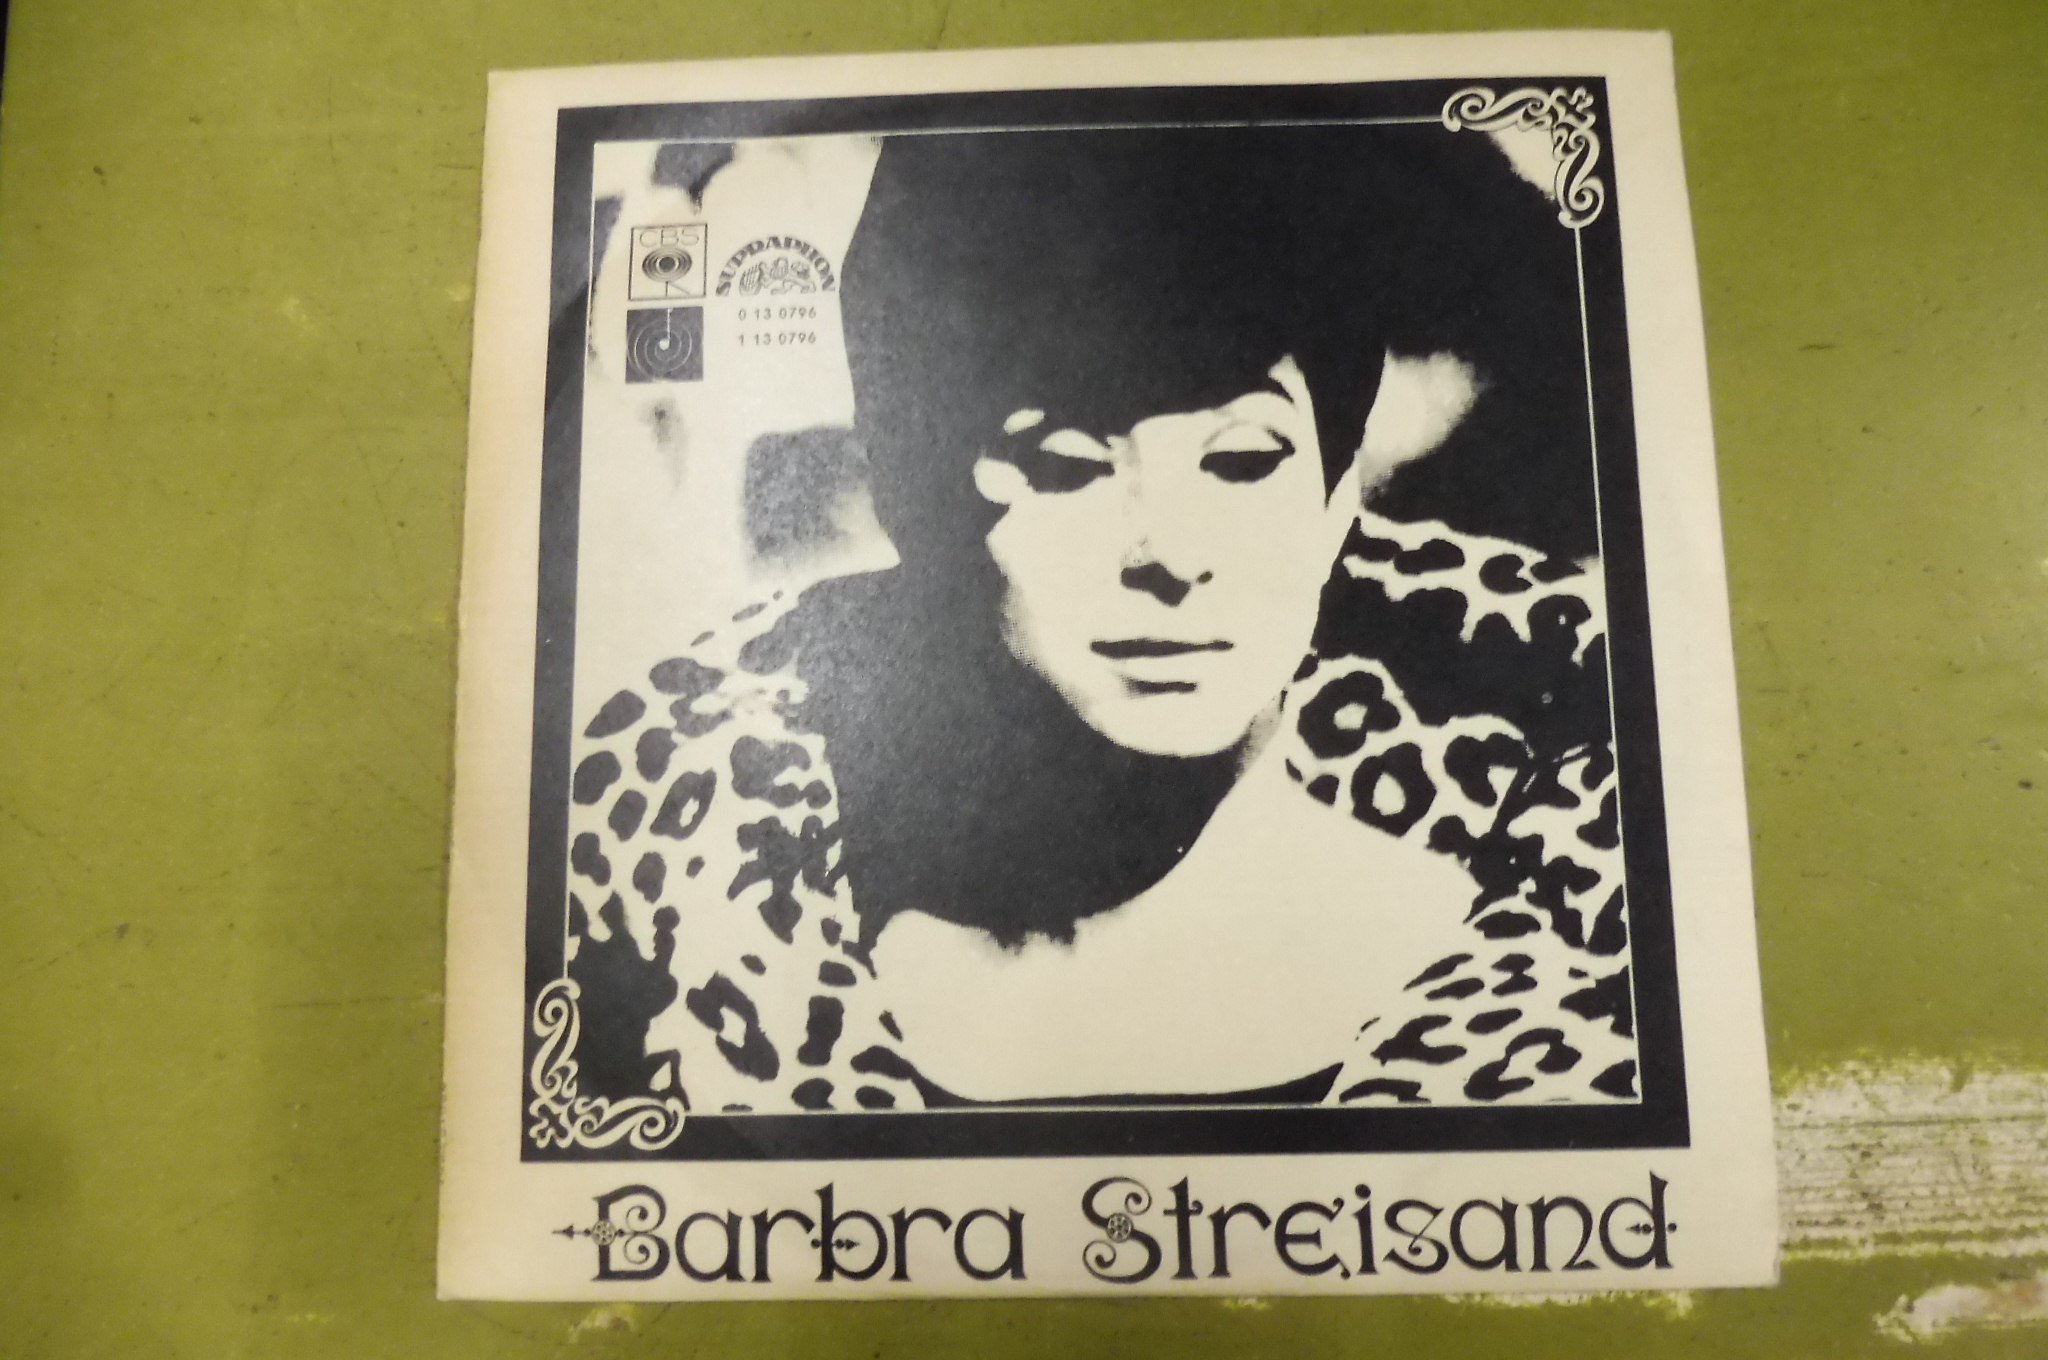 CBS
SUPRAPHON
0 13 0796
1 13 0796
Barbra Streisand